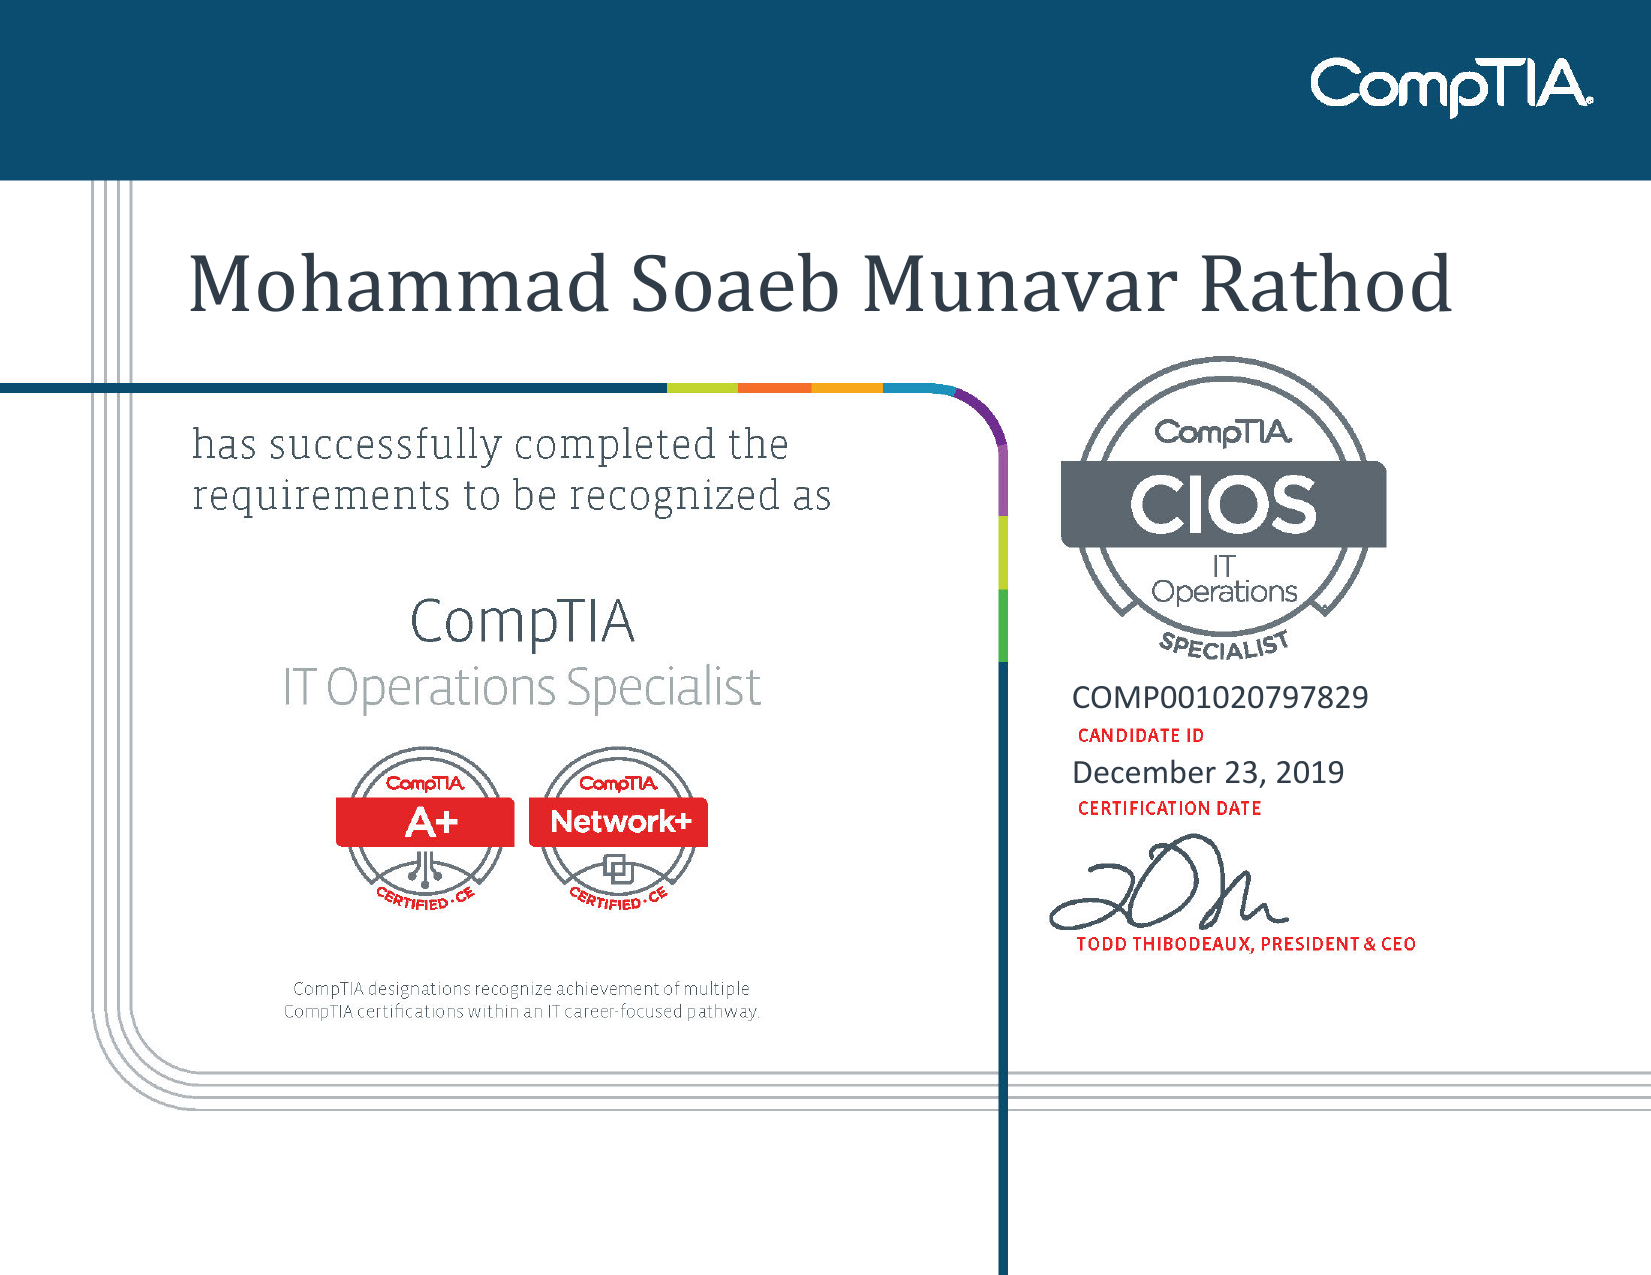 CompTIA.
Mohammad Soaeb Munavar Rathod
has successfully completed the
requirements to be recognized as
CompTIA
IT Operations Specialist
CompTIA.
A+
CERTIFIED • CE
CompTIA.
Network+
CERTIFIED • CE
CompTIA designations recognize achievement of multiple
CompTIA certifications within an IT career-focused pathway.
CompTIA.
CIOS
IT
Operations
SPECIALIST
COMP001020797829
CANDIDATE ID
December 23, 2019
CERTIFICATION DATE
TODD THIBODEAUX, PRESIDENT & CEO